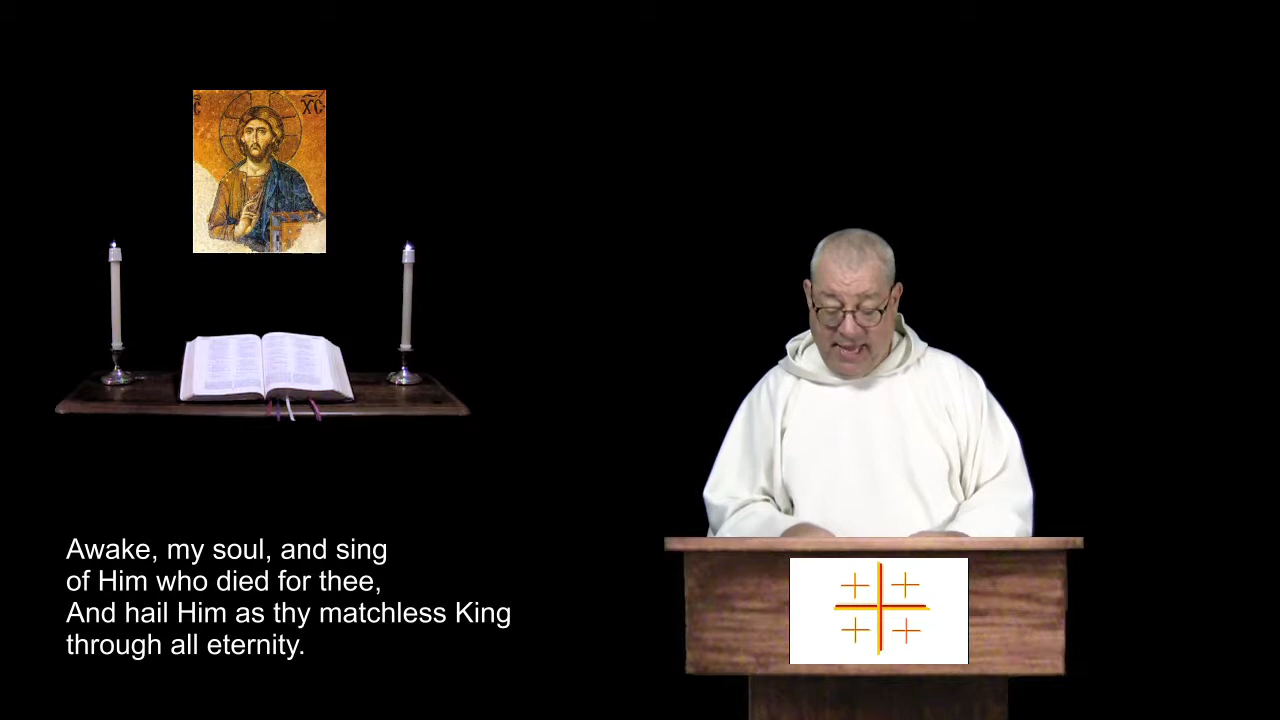 XC
Awake, my soul, and sing
of Him who died for thee,
And hail Him as thy matchless King
through all eternity.